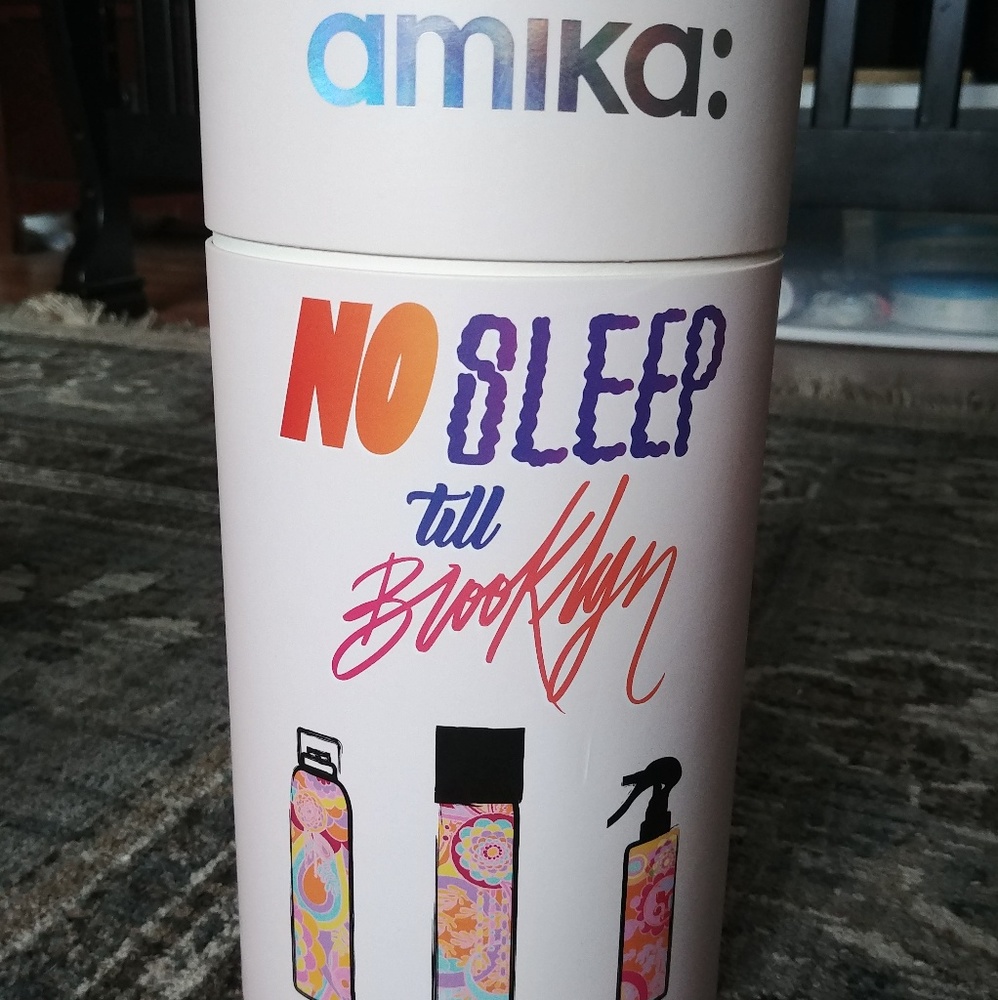 amika:
NO SLEEP
till
Brooklyn